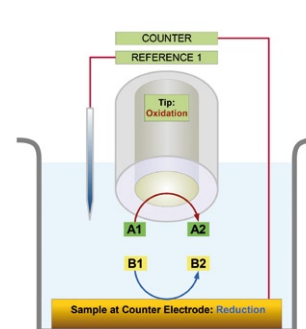 COUNTER
REFERENCE 1
Tip:
Oxidation
A1 A2
B1 B2
Sample at Counter Electrode: Reduction